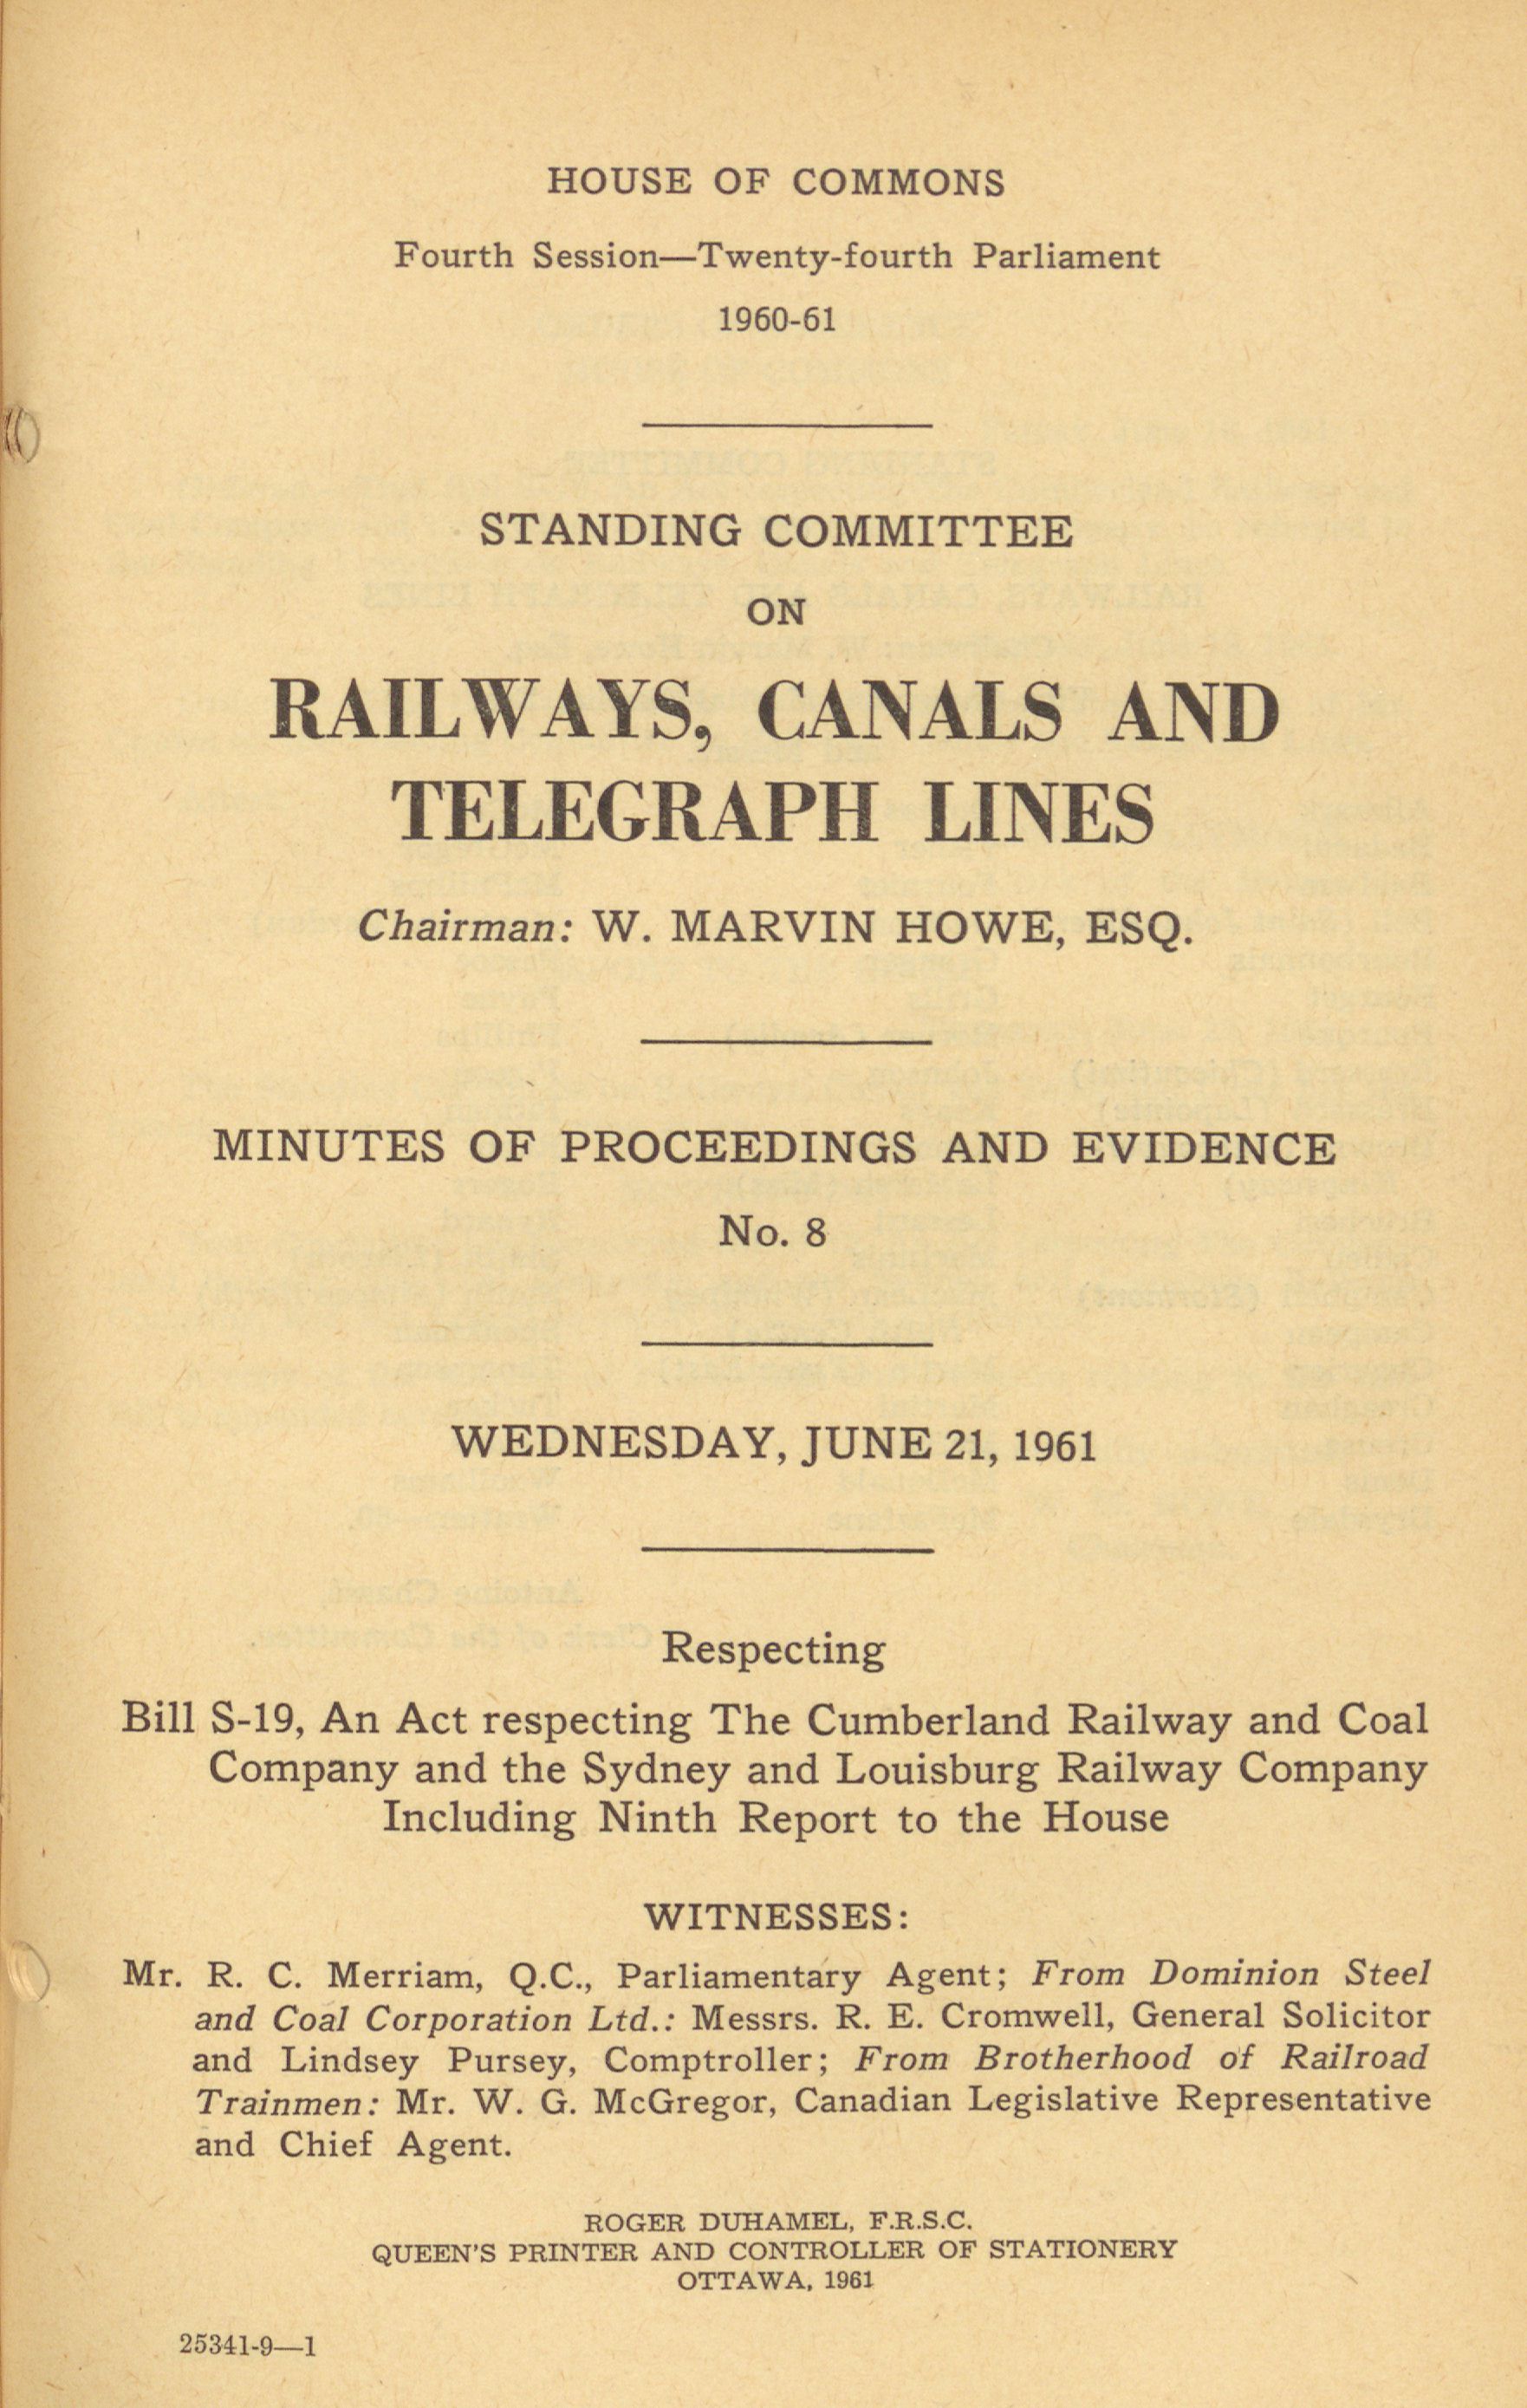 HOUSE OF COMMONS
Fourth Session—Twenty-fourth Parliament
1960-61
STANDING COMMITTEE
ON
RAILWAYS, CANALS AND
TELEGRAPH LINES
Chairman: W. MARVIN HOWE, ESQ.
MINUTES OF PROCEEDINGS AND EVIDENCE
No. 8
WEDNESDAY, JUNE 21, 1961
Respecting
Bill S-19, An Act respecting The Cumberland Railway and Coal
Company and the Sydney and Louisburg Railway Company
Including Ninth Report to the House
WITNESSES:
Mr. R. C. Merriam, Q.C., Parliamentary Agent; From Dominion Steel
and Coal Corporation Ltd.: Messrs. R. E. Cromwell, General Solicitor
and Lindsey Pursey, Comptroller; From Brotherhood of Railroad
Trainmen: Mr. W. G. McGregor, Canadian Legislative Representative
and Chief Agent.
ROGER DUHAMEL, F.R.S.C.
QUEEN'S PRINTER AND CONTROLLER OF STATIONERY
OTTAWA, 1961
25341-9—1